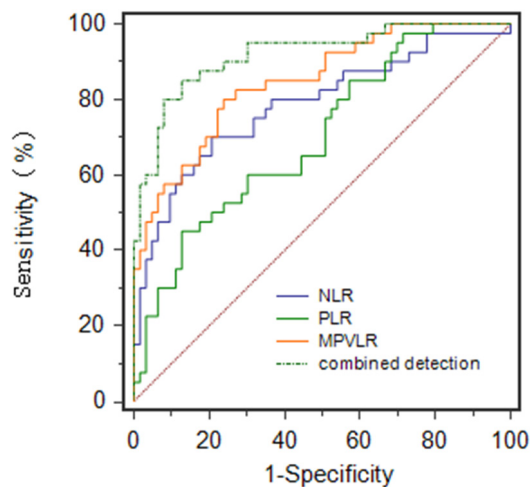 Sensitivity (%)
100
80
60
40
20
0
NLR
PLR
MPVLR
combined detection
0 20 40 60 80 100
1-Specificity